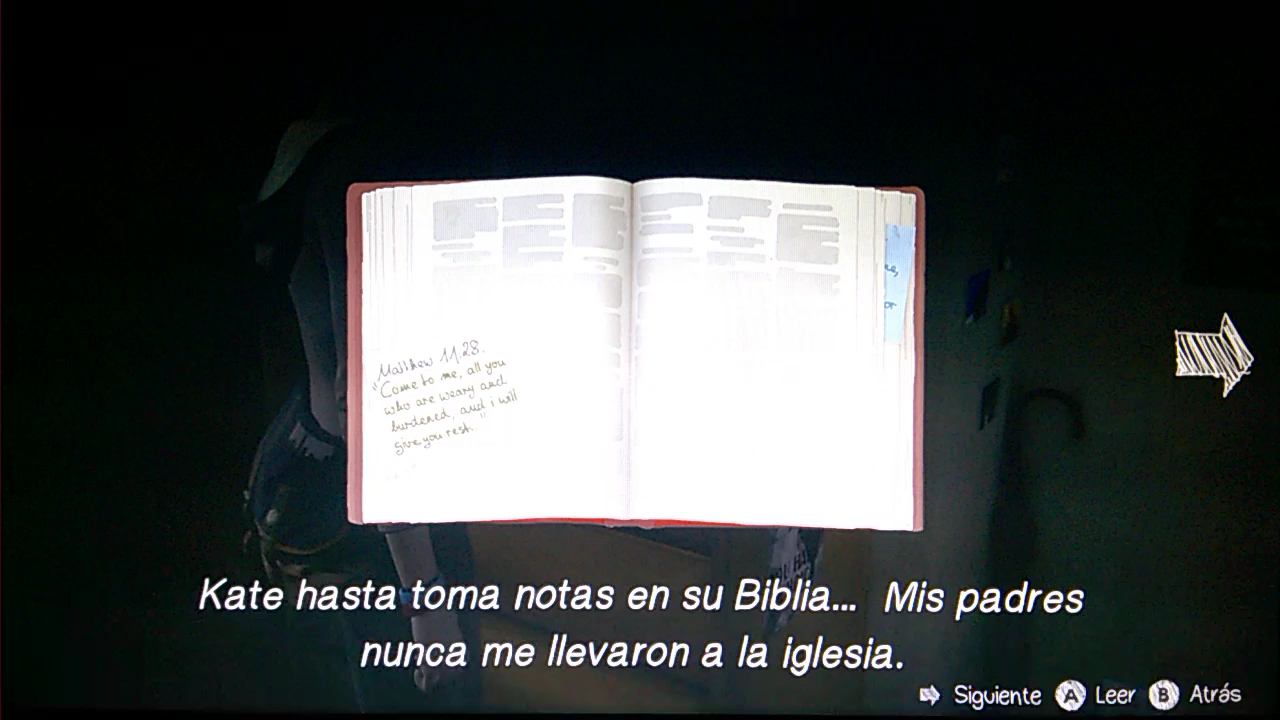 Matthew 11:28.
"Come to me, all you
who are weary and
burdened, and i will
give you rest."
Kate hasta toma notas en su Biblia... Mis padres
nunca me llevaron a la iglesia.
Siguiente A Leer B Atrás